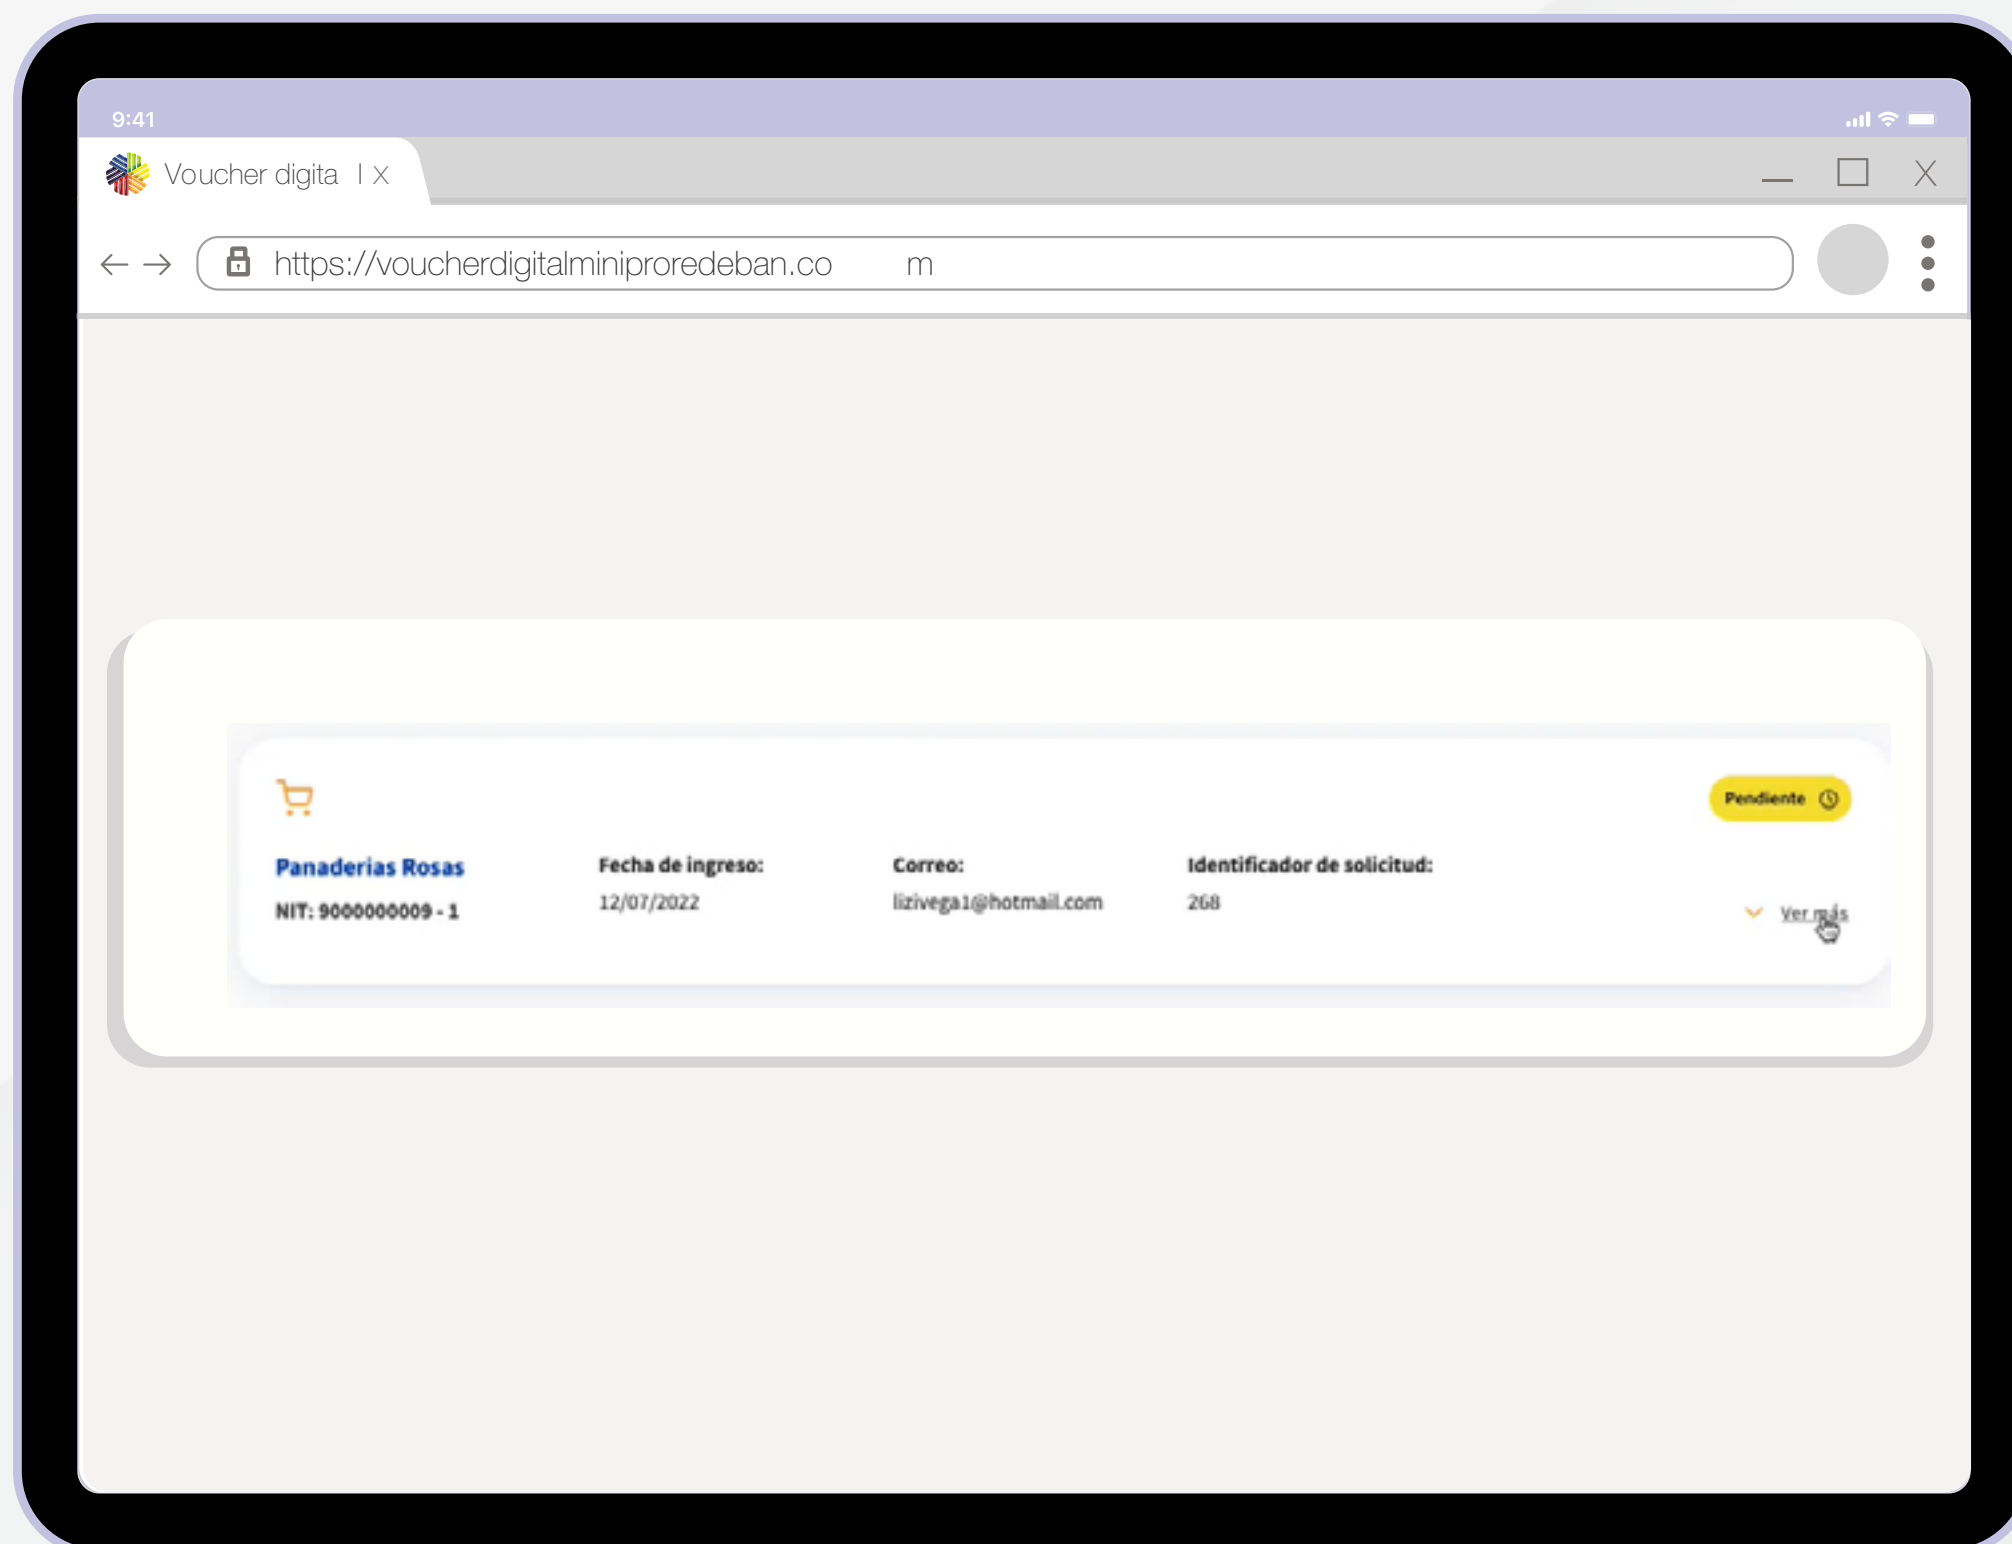 9:41
Voucher digita l X
X
https://voucherdigitalminiproredeban.co m
Pendiente
Panaderias Rosas
NIT: 9000000009 - 1
Fecha de ingreso:
12/07/2022
Correo:
lizivega1@hotmail.com
Identificador de solicitud:
268
Ver más